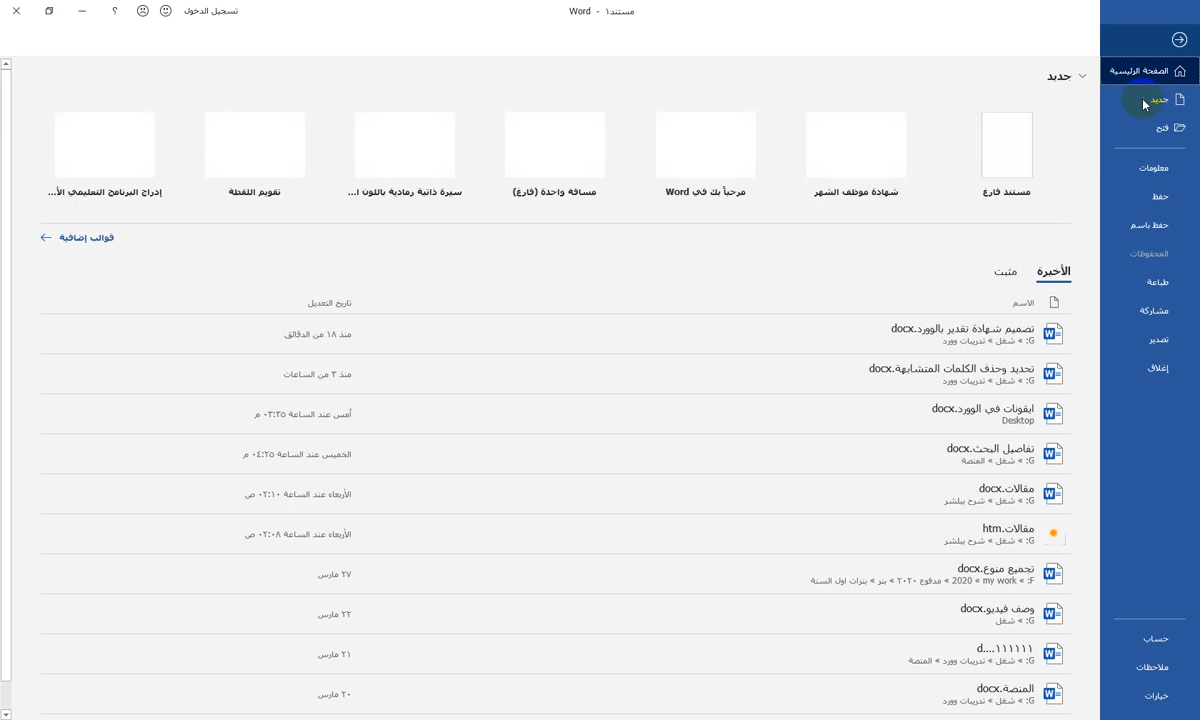 مستند١ - Word
تسجيل الدخول
؟
الصفحة الرئيسية
جديد
فتح
معلومات
حفظ
حفظ باسم
المحفوظات
طباعة
مشاركة
تصدير
إغلاق
حساب
ملاحظات
خيارات
جديد
مستند فارغ
شهادة موظف الشهر
مرحباً بك في Word
مسافة واحدة (فارغ)
سيرة ذاتية رمادية باللون ا...
تقويم اللقطة
إدراج البرنامج التعليمي الأ...
قوالب إضافية
الأخيرة
مثبت
الاسم
تاريخ التعديل
تصميم شهادة تقدير بالوورد.docx
G: » شغل » تدريبات وورد
منذ ١٨ من الدقائق
تحديد وحذف الكلمات المتشابهة.docx
G: » شغل » تدريبات وورد
منذ ٣ من الساعات
ايقونات في الوورد.docx
Desktop
أمس عند الساعة ٠٣:٣٥ م
تفاصيل البحث.docx
G: » شغل » المنصة
الخميس عند الساعة ٠٤:٢٥ م
مقالات.docx
G: » شغل » شرح ببلشر
الأربعاء عند الساعة ٠٢:١٠ ص
مقالات.htm
G: » شغل » شرح ببلشر
الأربعاء عند الساعة ٠٢:٠٨ ص
تجميع منوع.docx
F: » my work » 2020 » مدفوع ٢٠٢٠ » بنر » بنرات اول السنة
٢٧ مارس
وصف فيديو.docx
G: » شغل
٢٢ مارس
١١١١١١....d
G: » شغل » تدريبات وورد » المنصة
٢١ مارس
المنصة.docx
G: » شغل » تدريبات وورد
٢٠ مارس